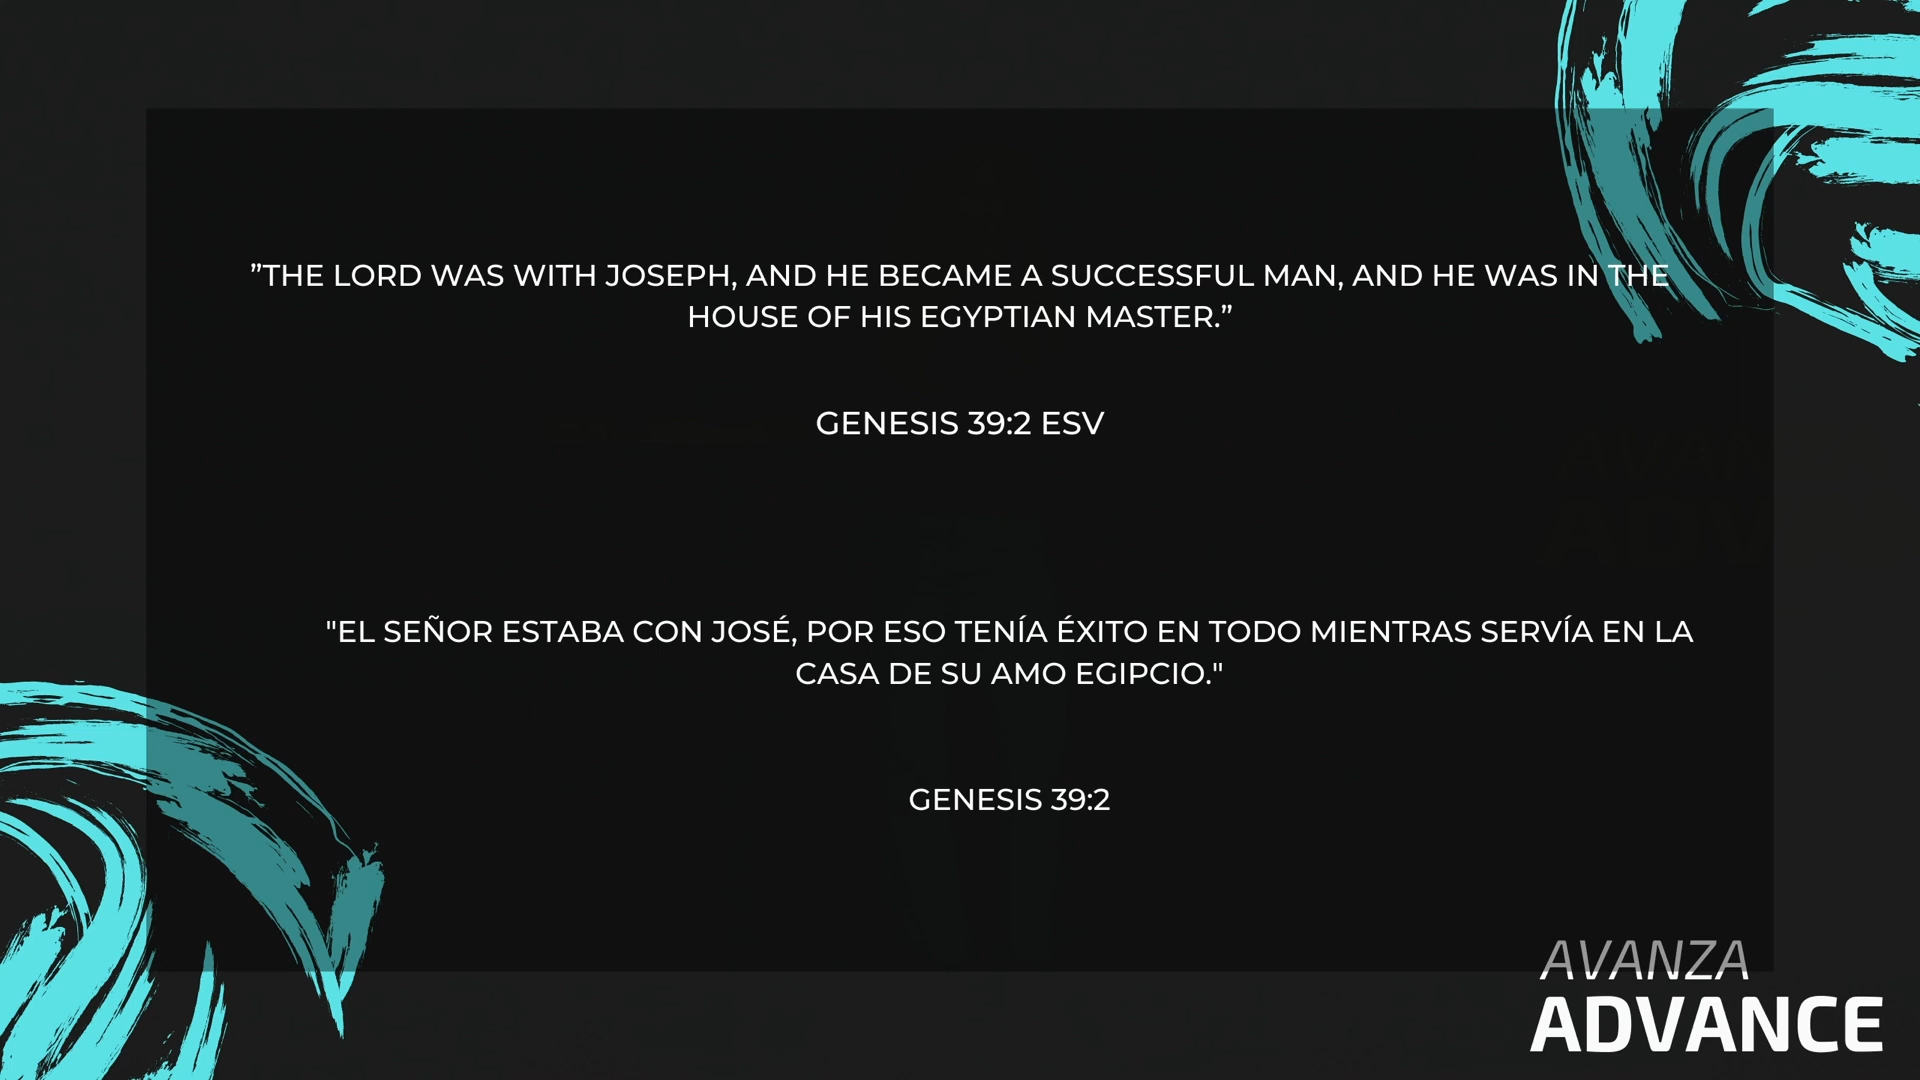 ”THE LORD WAS WITH JOSEPH, AND HE BECAME A SUCCESSFUL MAN, AND HE WAS IN THE
HOUSE OF HIS EGYPTIAN MASTER.”
GENESIS 39:2 ESV
"EL SEÑOR ESTABA CON JOSÉ, POR ESO TENÍA ÉXITO EN TODO MIENTRAS SERVÍA EN LA
CASA DE SU AMO EGIPCIO."
GENESIS 39:2
AVANZA
ADVANCE